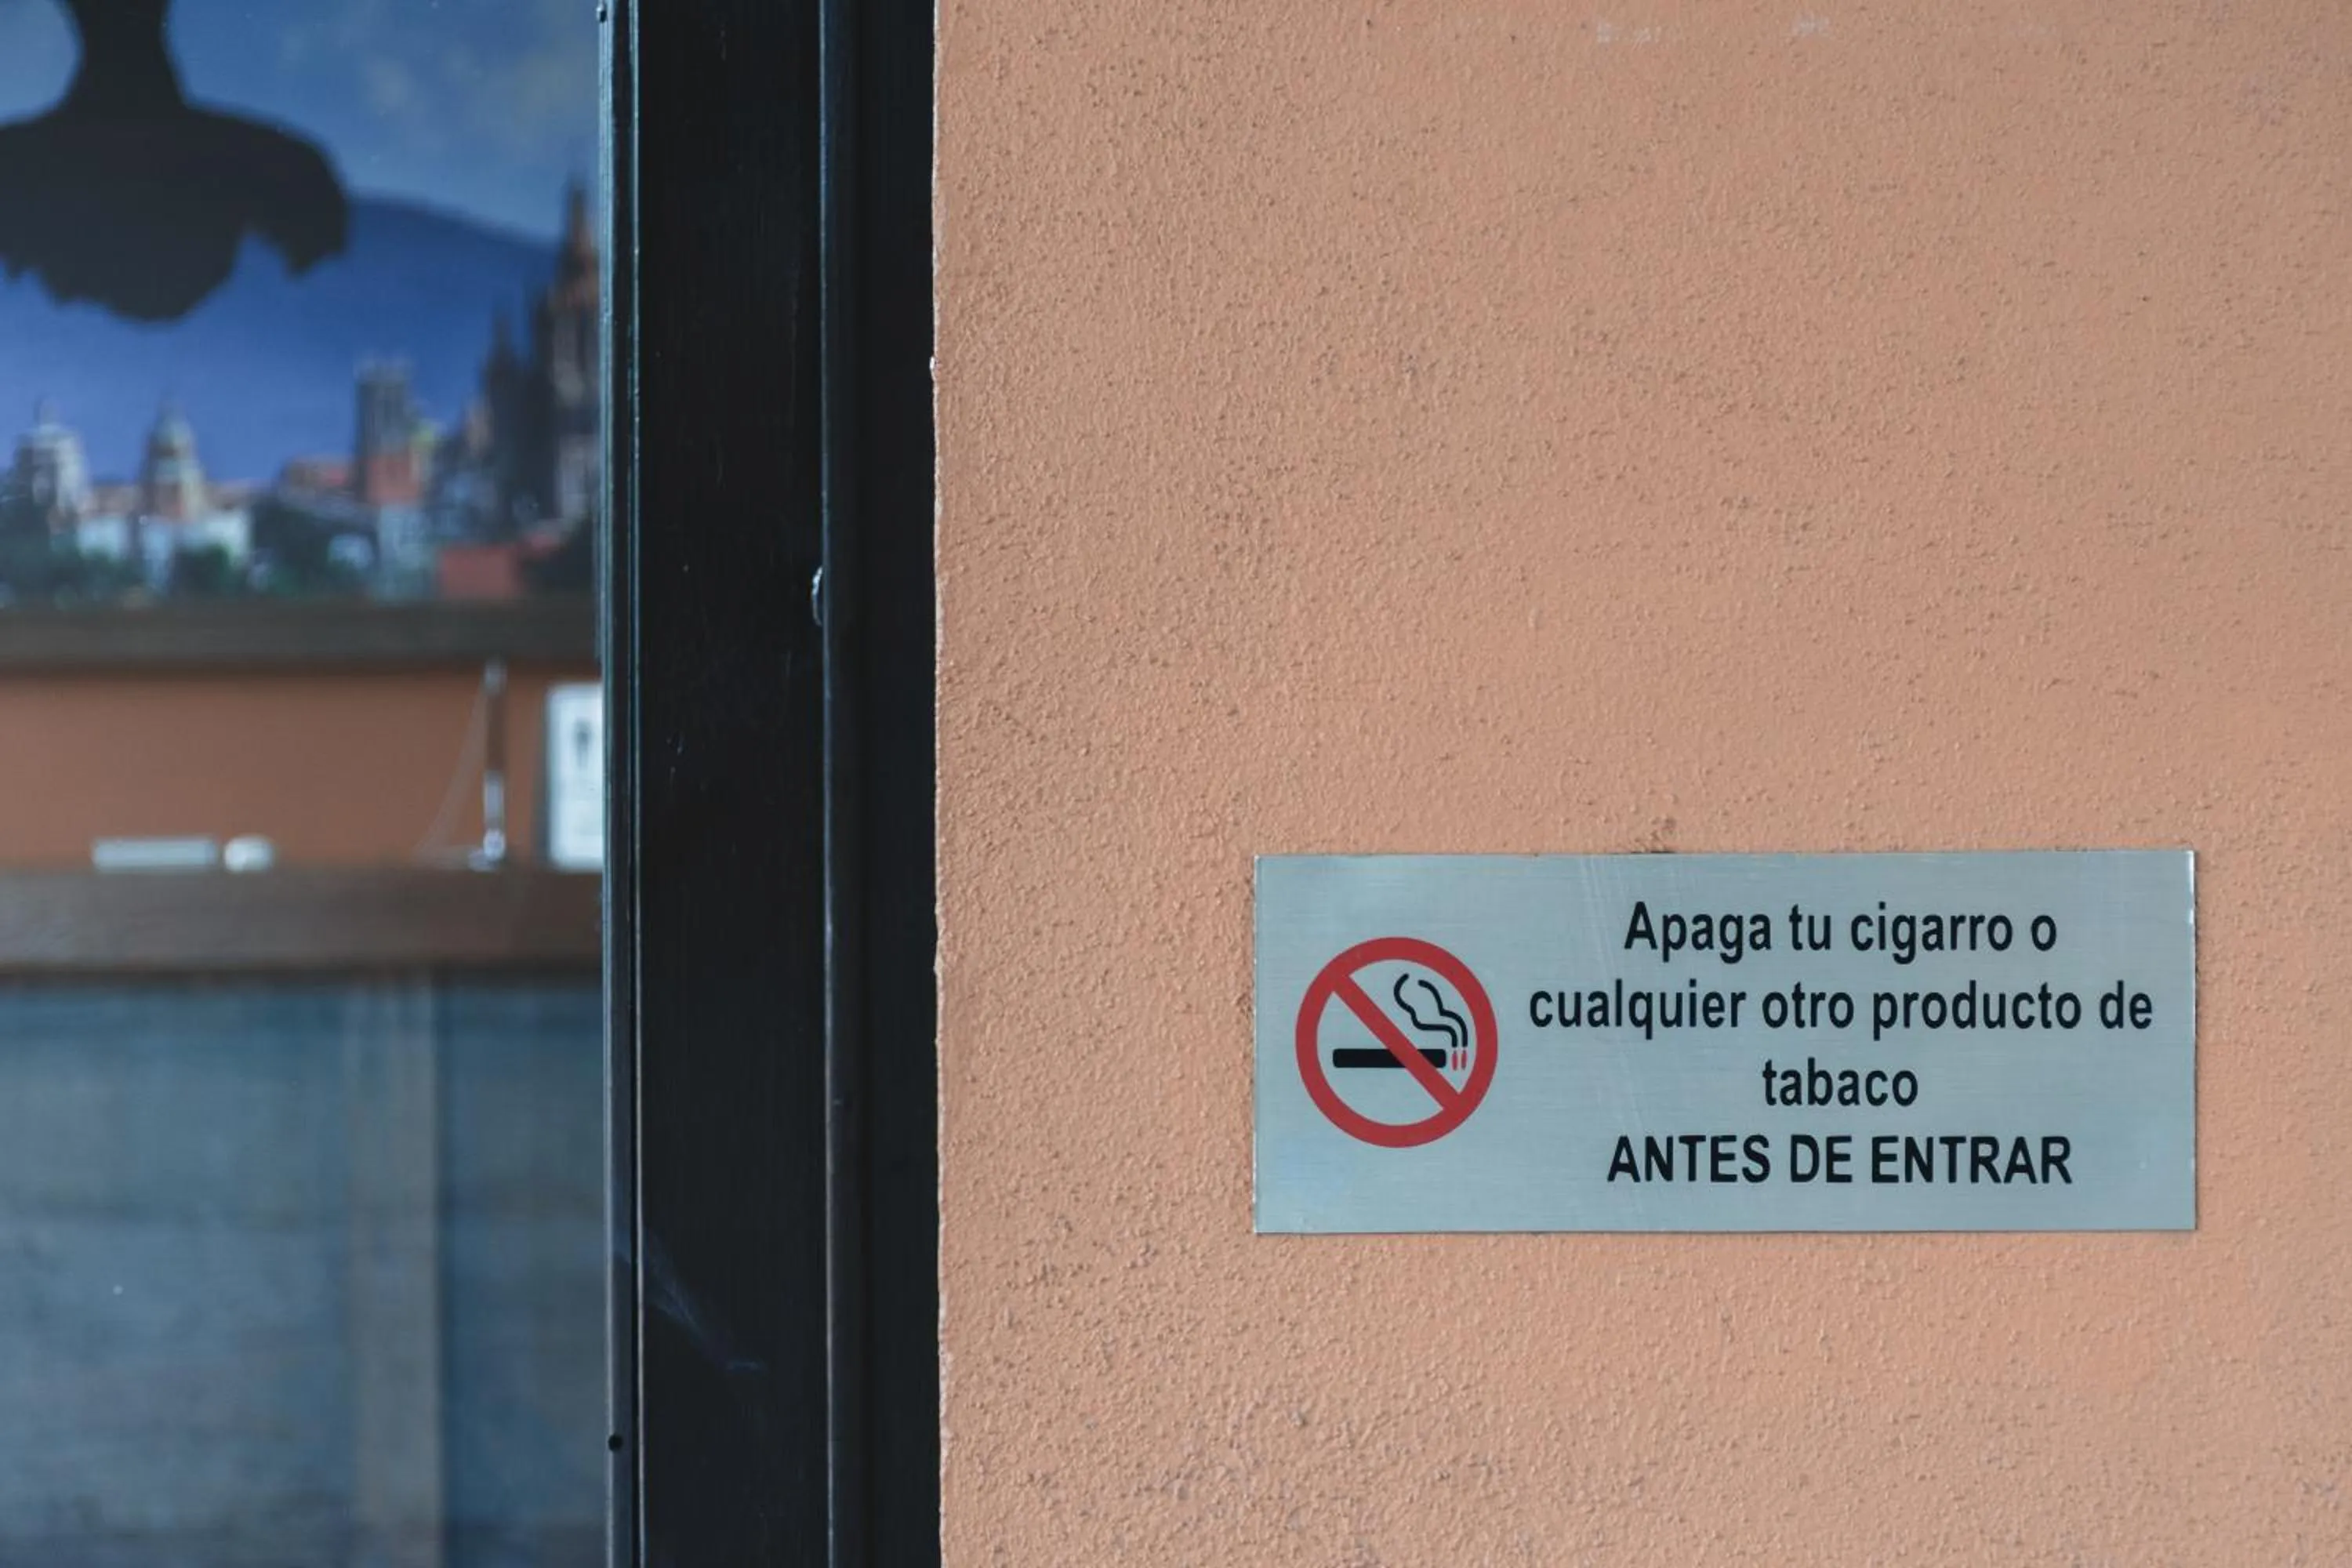 Apaga tu cigarro o
cualquier otro producto de
tabaco
ANTES DE ENTRAR